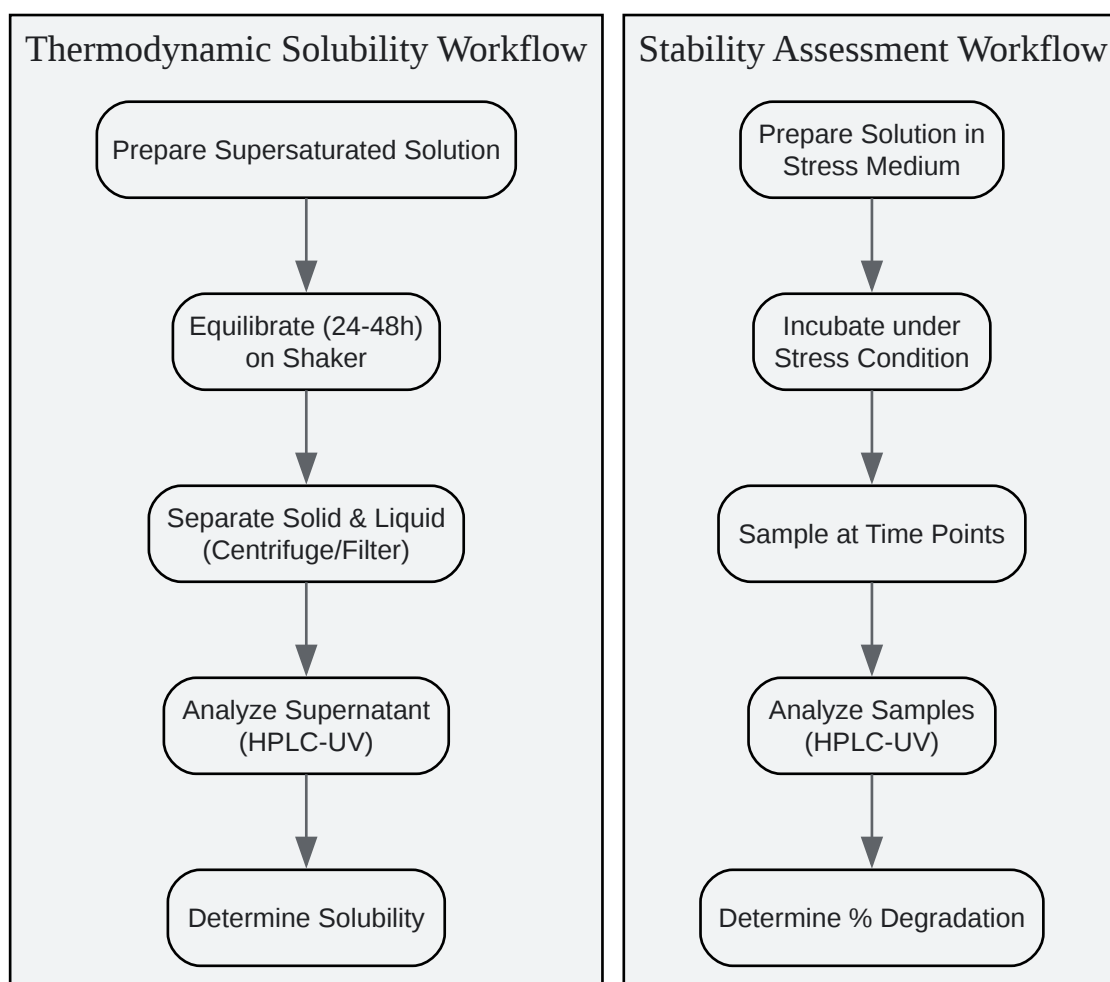 Thermodynamic Solubility Workflow
Prepare Supersaturated Solution
Equilibrate (24-48h)
on Shaker
Separate Solid & Liquid
(Centrifuge/Filter)
Analyze Supernatant
(HPLC-UV)
Determine Solubility
Stability Assessment Workflow
Prepare Solution in
Stress Medium
Incubate under
Stress Condition
Sample at Time Points
Analyze Samples
(HPLC-UV)
Determine % Degradation